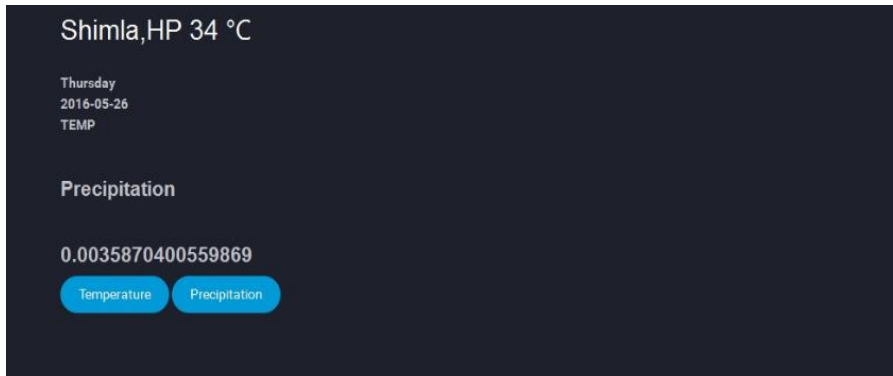 Shimla,HP 34 °C
Thursday
2016-05-26
TEMP
Precipitation
0.0035870400559869
Temperature Precipitation